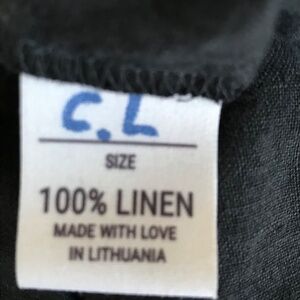 C.L
SIZE
100% LINEN
MADE WITH LOVE
IN LITHUANIA